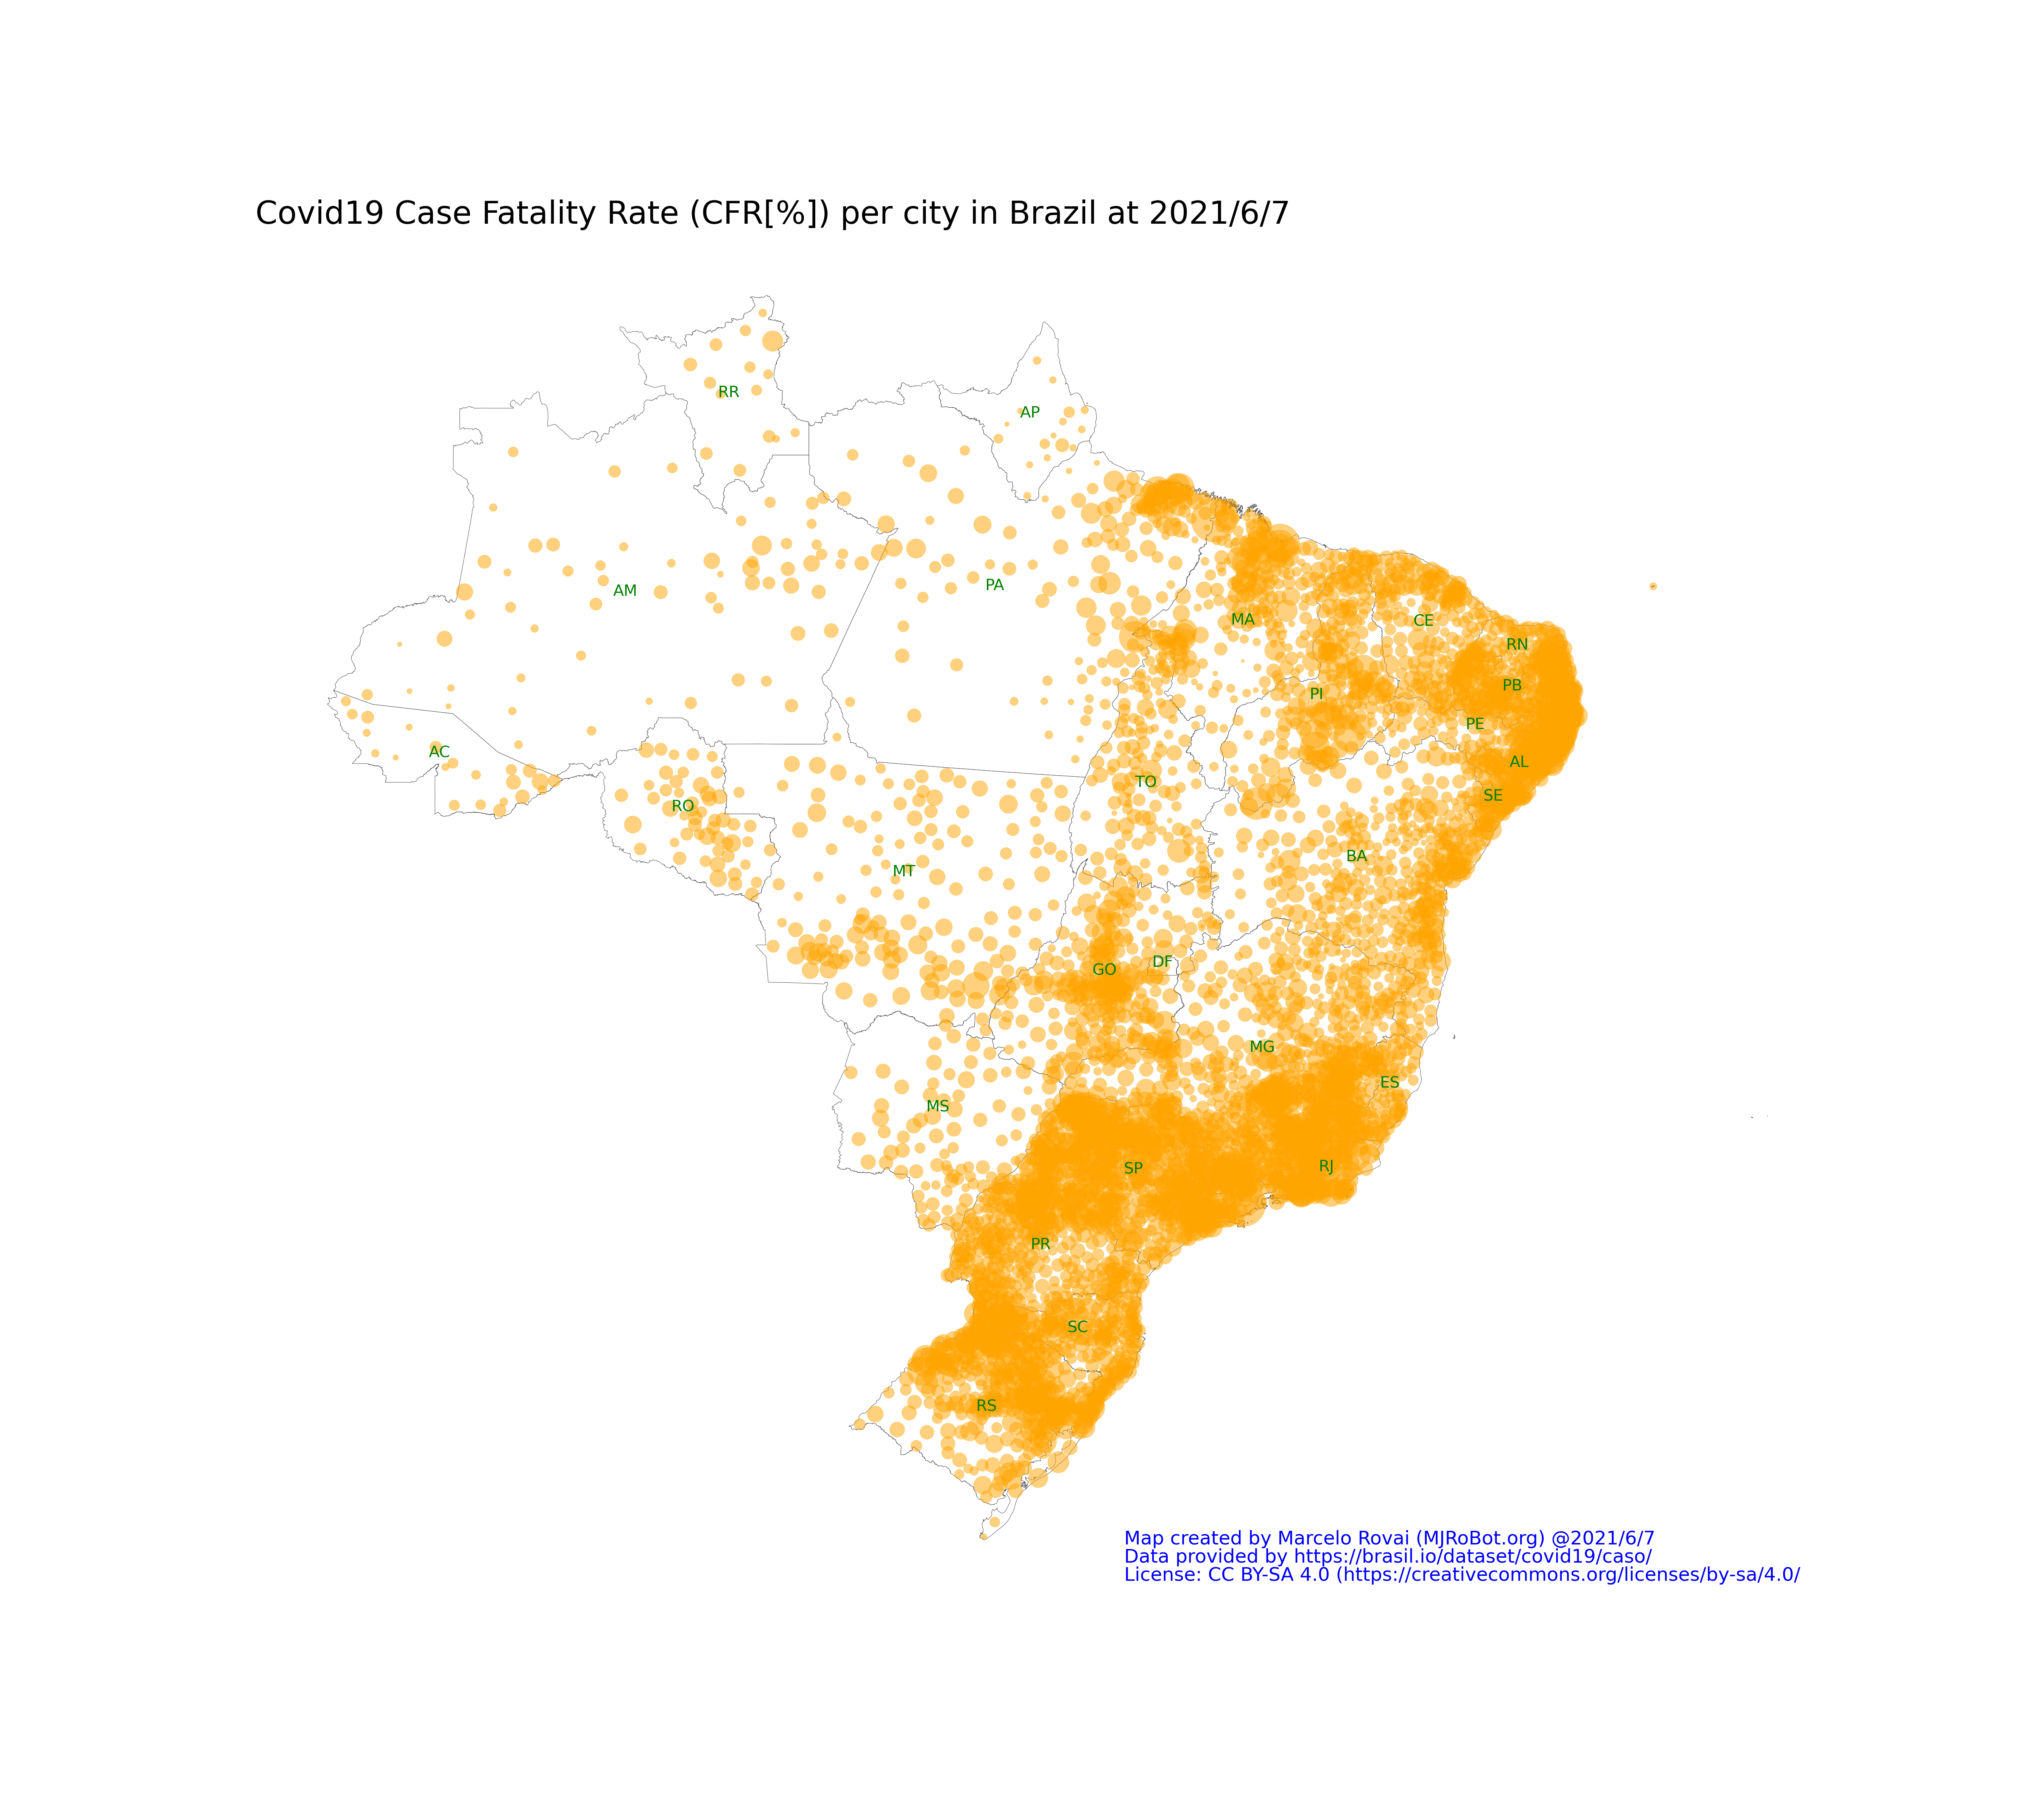 Covid19 Case Fatality Rate (CFR[%]) per city in Brazil at 2021/6/7
RR
AP
AM
PA
MA
CE
RN
PB
PI
PE
AC
AL
TO
SE
RO
BA
MT
DF
GO
MG
ES
MS
RJ
SP
PR
SC
RS
Map created by Marcelo Rovai (MJRoBot.org) @2021/6/7
Data provided by https://brasil.io/dataset/covid19/caso/
License: CC BY-SA 4.0 (https://creativecommons.org/licenses/by-sa/4.0/